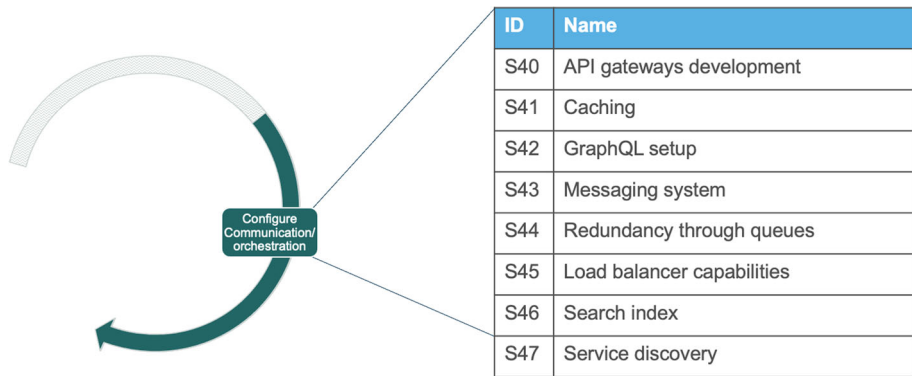 Configure
Communication/
orchestration
ID Name
S40 API gateways development
S41 Caching
S42 GraphQL setup
S43 Messaging system
S44 Redundancy through queues
S45 Load balancer capabilities
S46 Search index
S47 Service discovery